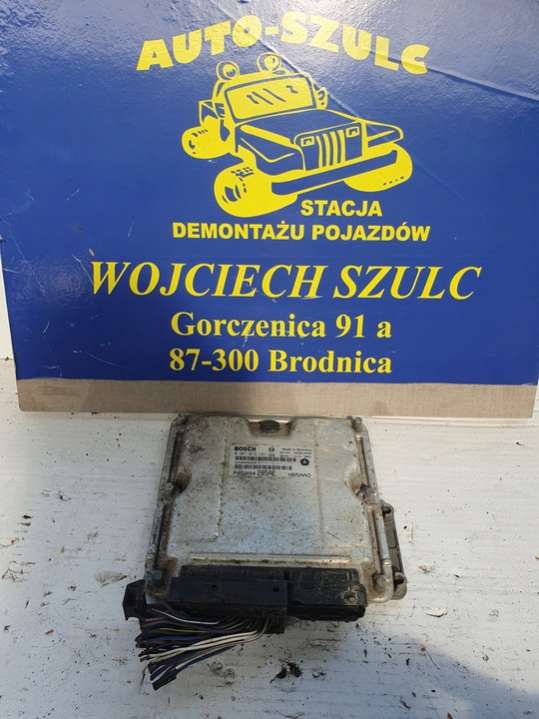 AUTO-SZULC
STACJA
DEMONTAŻU POJAZDÓW
WOJCIECH SZULC
Gorczenica 91 a
87-300 Brodnica
BOSCH